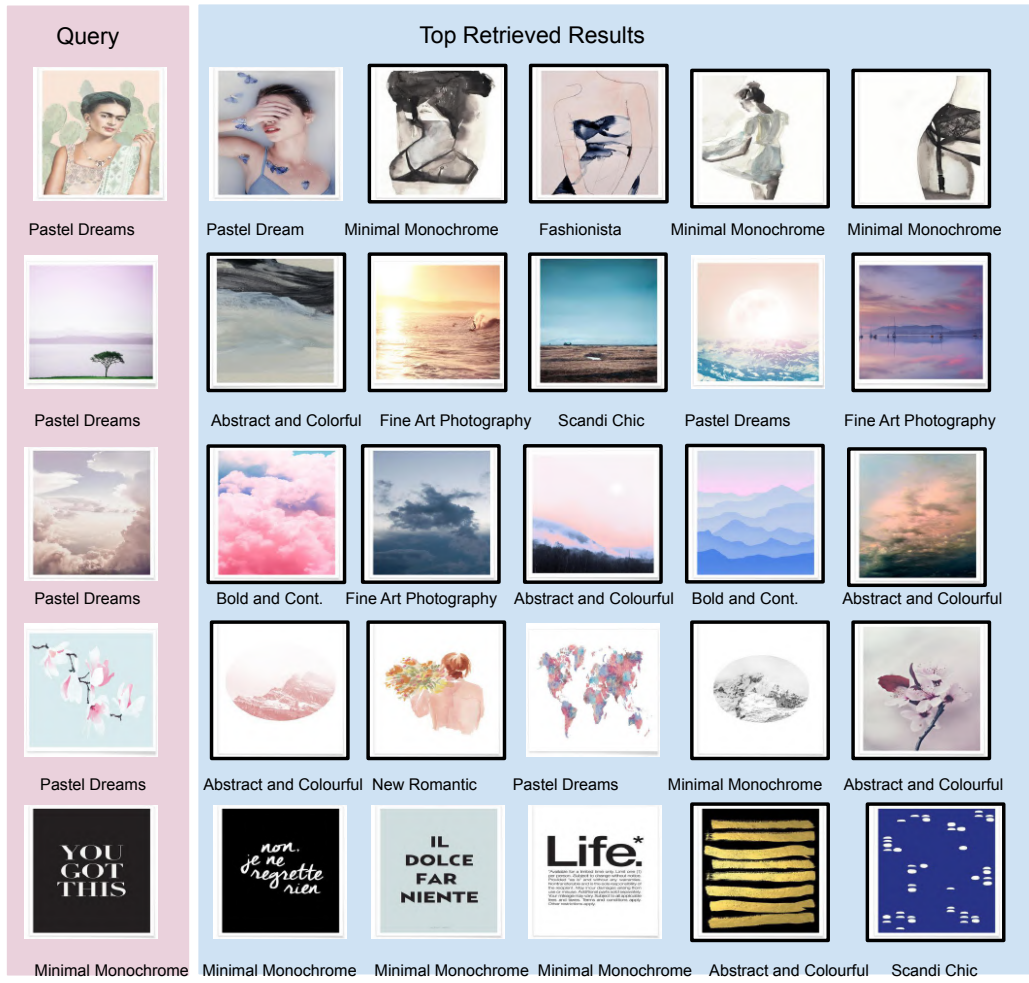 Query
Top Retrieved Results
Pastel Dreams
Pastel Dream
Minimal Monochrome
Fashionista
Minimal Monochrome
Minimal Monochrome
Pastel Dreams
Abstract and Colorful
Fine Art Photography
Scandi Chic
Pastel Dreams
Fine Art Photography
Pastel Dreams
Bold and Cont.
Fine Art Photography
Abstract and Colourful
Bold and Cont.
Abstract and Colourful
Pastel Dreams
Abstract and Colourful
New Romantic
Pastel Dreams
Minimal Monochrome
Abstract and Colourful
YOU
GOT
THIS
non,
je ne
regrette
rien
IL
DOLCE
FAR
NIENTE
Life.*
Minimal Monochrome
Minimal Monochrome
Minimal Monochrome
Minimal Monochrome
Abstract and Colourful
Scandi Chic